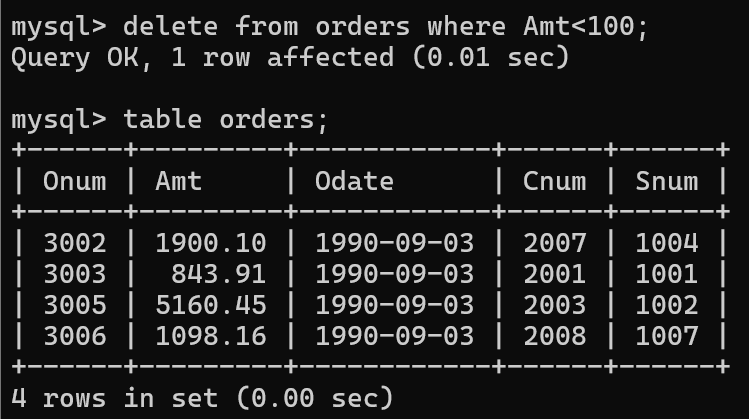 mysql> delete from orders where Amt<100;
Query OK, 1 row affected (0.01 sec)
mysql> table orders;
+------+---------+------------+------+------+
| Onum | Amt     | Odate      | Cnum | Snum |
+------+---------+------------+------+------+
| 3002 | 1900.10 | 1990-09-03 | 2007 | 1004 |
| 3003 |  843.91 | 1990-09-03 | 2001 | 1001 |
| 3005 | 5160.45 | 1990-09-03 | 2003 | 1002 |
| 3006 | 1098.16 | 1990-09-03 | 2008 | 1007 |
+------+---------+------------+------+------+
4 rows in set (0.00 sec)